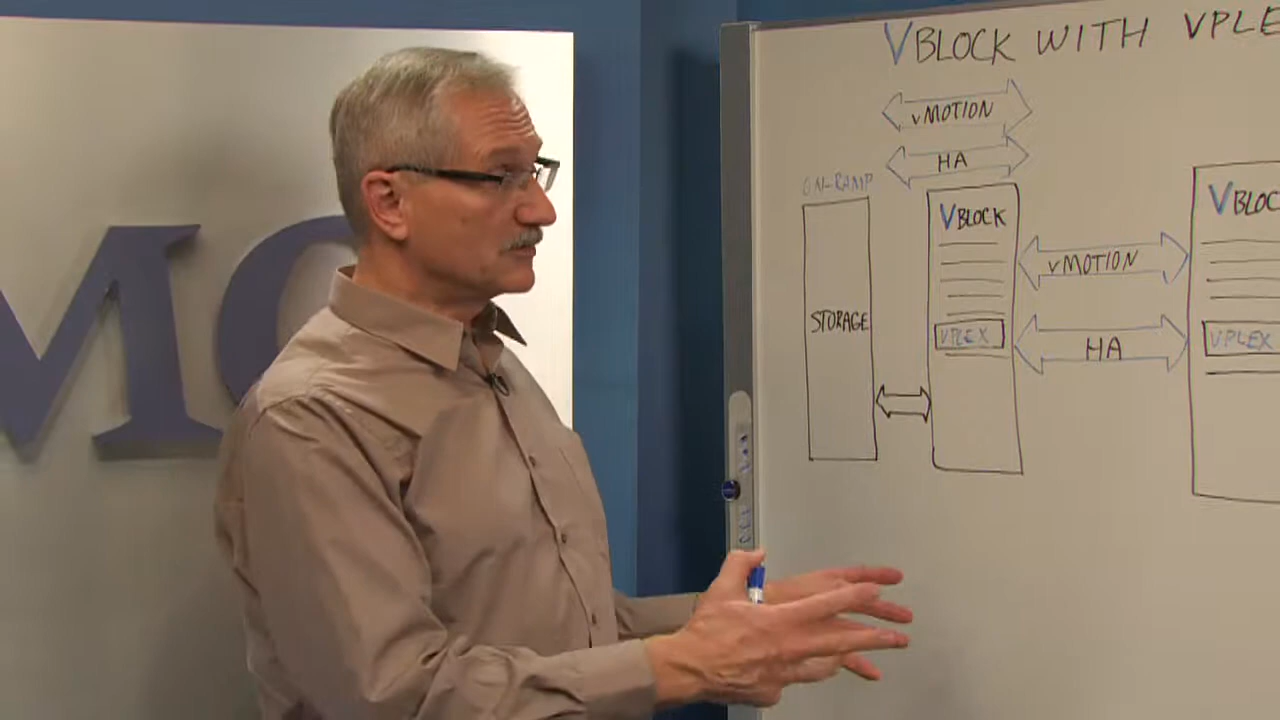 MC
VBLOCK WITH VPLE
vMOTION
HA
ON-RAMP
VBLOCK
VBLOC
vMOTION
STORAGE
VPLEX
VPLEX
HA